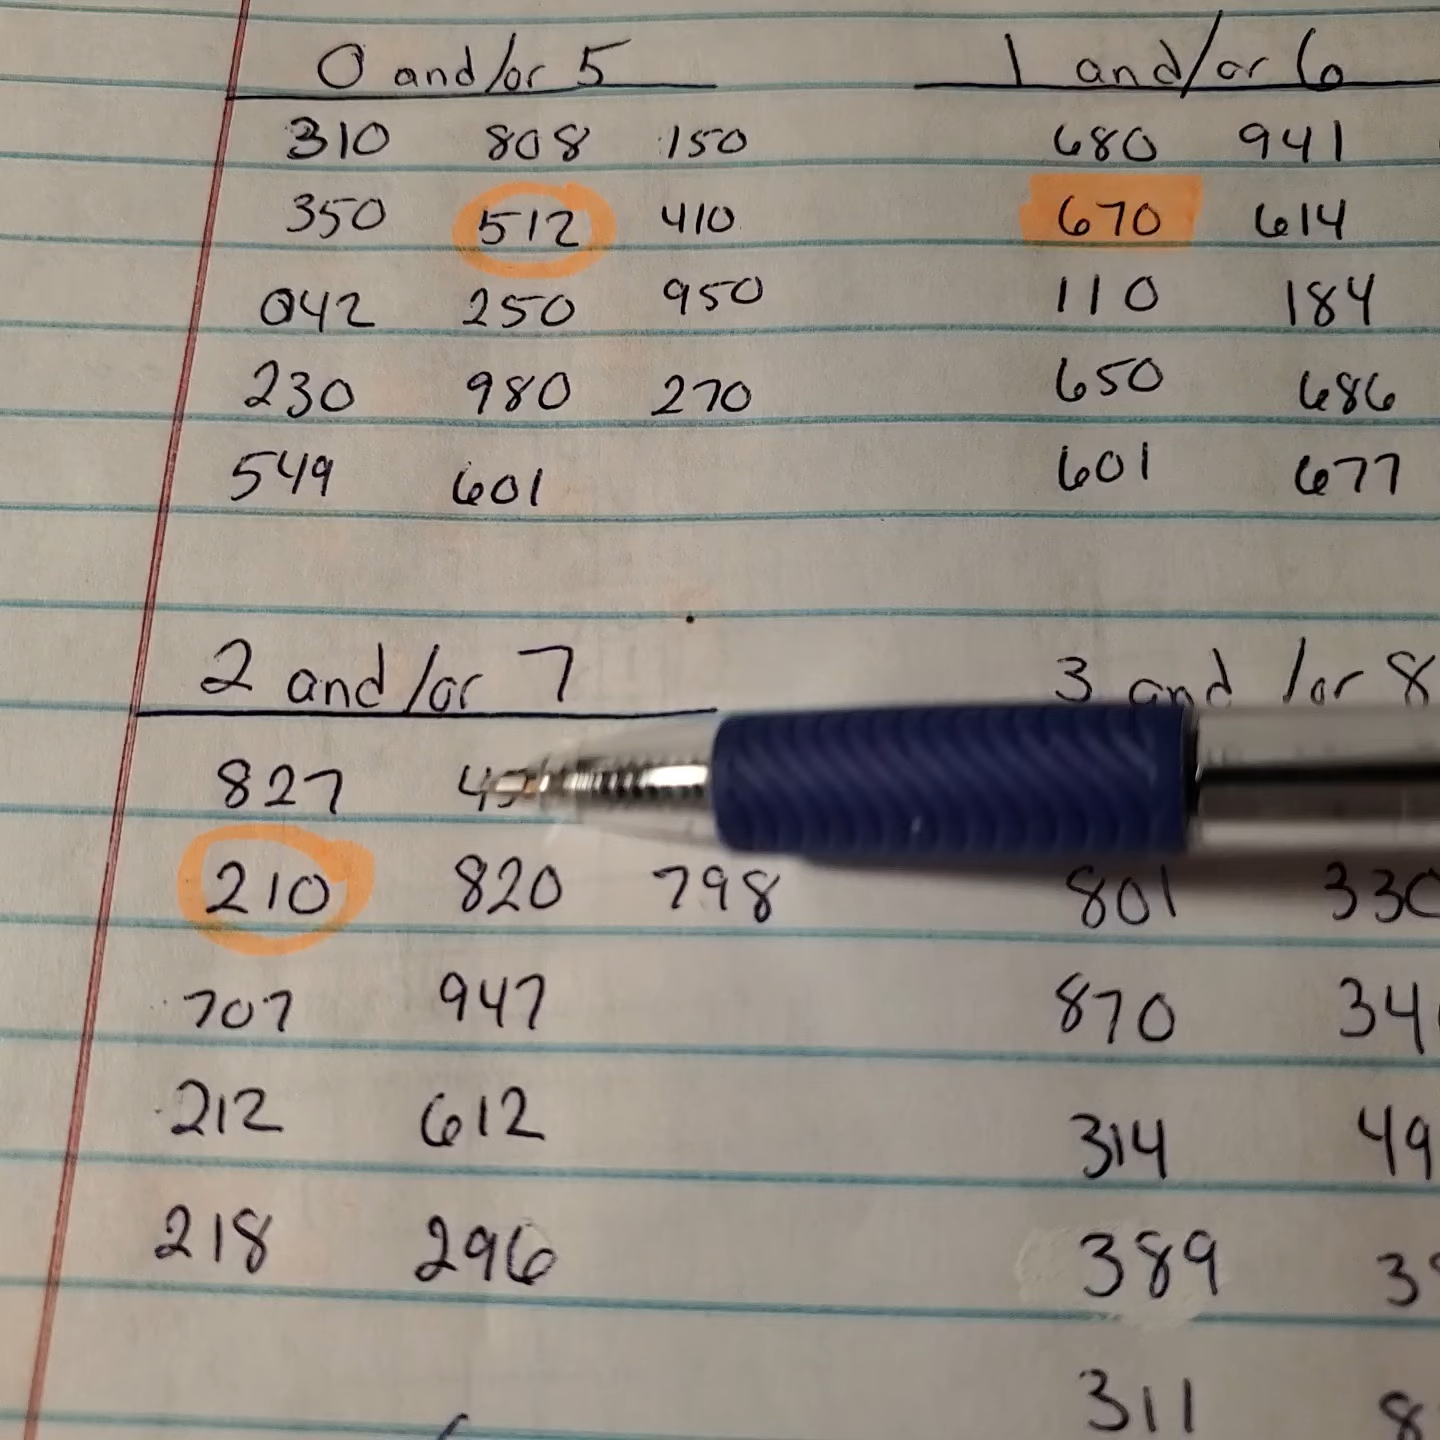 0 and/or 5
310 808 150
350 512 410
042 250 950
230 980 270
549 601
1 and/or 6
680 941
670 614
110 184
650 686
601 677
2 and/or 7
827
210 820 798
707 947
212 612
218 296
3 and/or 8
801
870
314
389
311